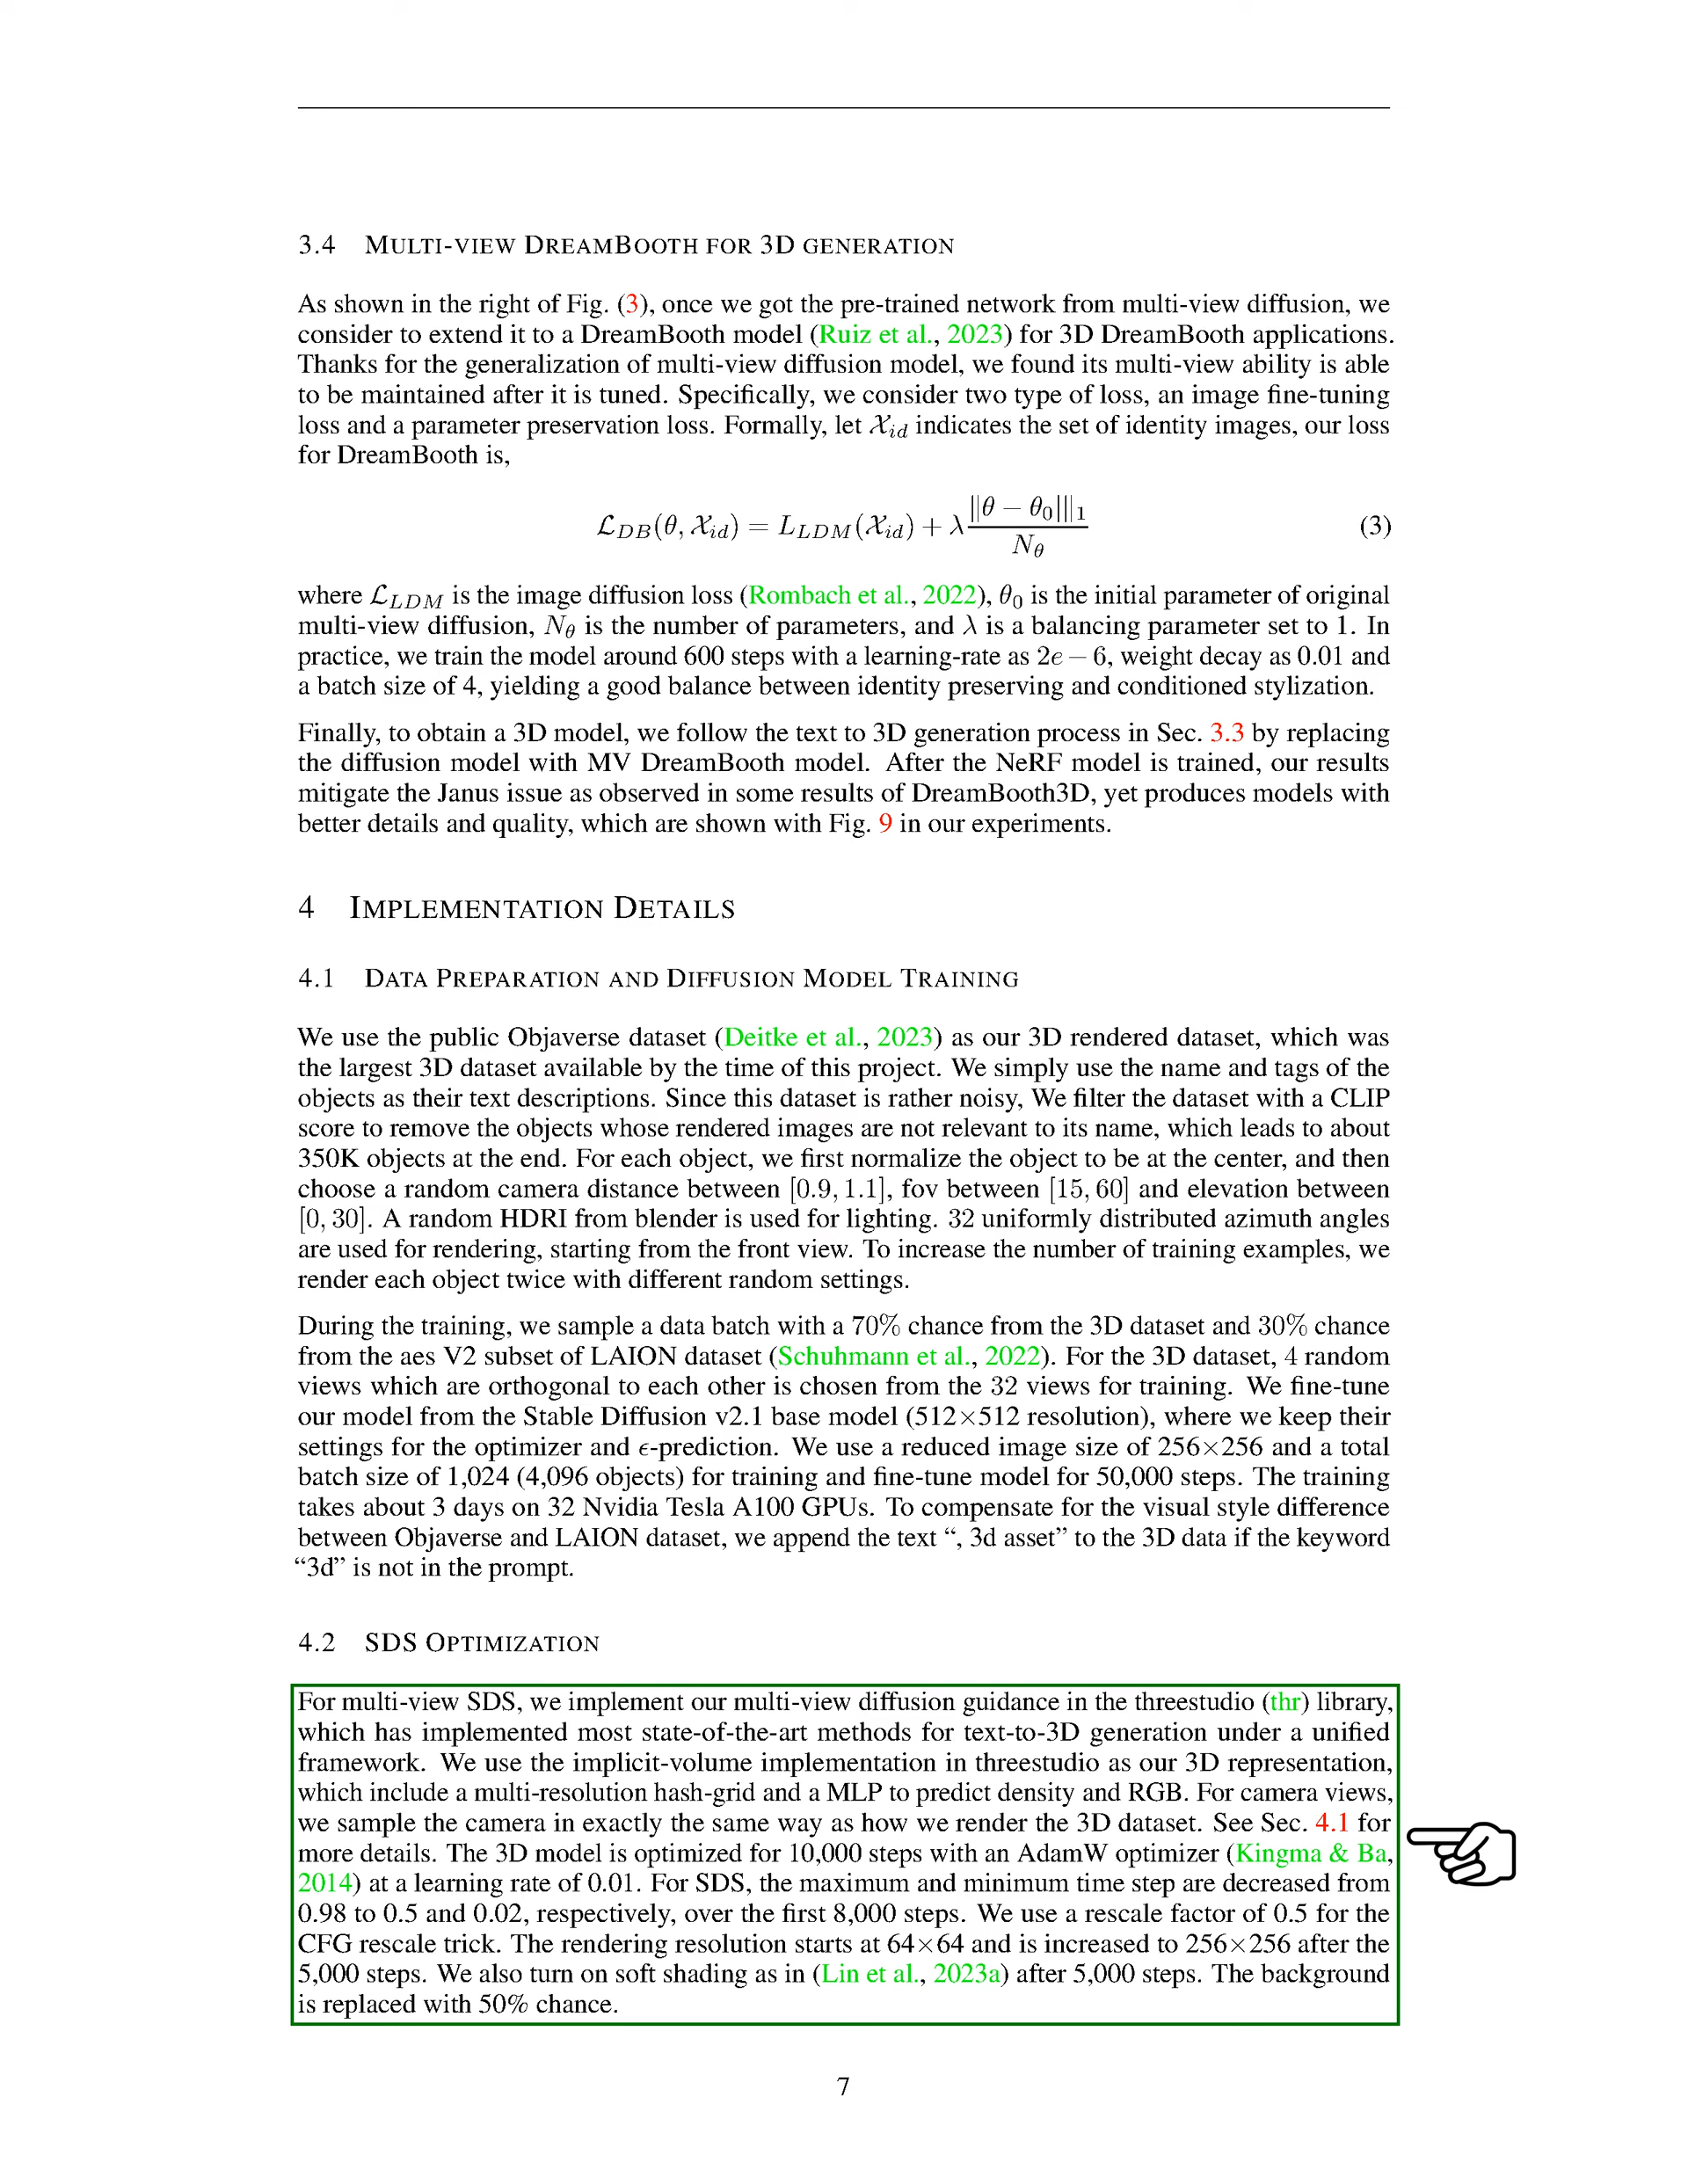 3.4 MULTI-VIEW DREAMBOOTH FOR 3D GENERATION
As shown in the right of Fig. (3), once we got the pre-trained network from multi-view diffusion, we
consider to extend it to a DreamBooth model (Ruiz et al., 2023) for 3D DreamBooth applications.
Thanks for the generalization of multi-view diffusion model, we found its multi-view ability is able
to be maintained after it is tuned. Specifically, we consider two type of loss, an image fine-tuning
loss and a parameter preservation loss. Formally, let 𝒳_id indicates the set of identity images, our loss
for DreamBooth is,
ℒ_DB(θ, 𝒳_id) = L_LDM(𝒳_id) + λ ||θ − θ_0|||_1 / N_θ (3)
where ℒ_LDM is the image diffusion loss (Rombach et al., 2022), θ_0 is the initial parameter of original
multi-view diffusion, N_θ is the number of parameters, and λ is a balancing parameter set to 1. In
practice, we train the model around 600 steps with a learning-rate as 2e − 6, weight decay as 0.01 and
a batch size of 4, yielding a good balance between identity preserving and conditioned stylization.
Finally, to obtain a 3D model, we follow the text to 3D generation process in Sec. 3.3 by replacing
the diffusion model with MV DreamBooth model. After the NeRF model is trained, our results
mitigate the Janus issue as observed in some results of DreamBooth3D, yet produces models with
better details and quality, which are shown with Fig. 9 in our experiments.
4 IMPLEMENTATION DETAILS
4.1 DATA PREPARATION AND DIFFUSION MODEL TRAINING
We use the public Objaverse dataset (Deitke et al., 2023) as our 3D rendered dataset, which was
the largest 3D dataset available by the time of this project. We simply use the name and tags of the
objects as their text descriptions. Since this dataset is rather noisy, We filter the dataset with a CLIP
score to remove the objects whose rendered images are not relevant to its name, which leads to about
350K objects at the end. For each object, we first normalize the object to be at the center, and then
choose a random camera distance between [0.9, 1.1], fov between [15, 60] and elevation between
[0, 30]. A random HDRI from blender is used for lighting. 32 uniformly distributed azimuth angles
are used for rendering, starting from the front view. To increase the number of training examples, we
render each object twice with different random settings.
During the training, we sample a data batch with a 70% chance from the 3D dataset and 30% chance
from the aes V2 subset of LAION dataset (Schuhmann et al., 2022). For the 3D dataset, 4 random
views which are orthogonal to each other is chosen from the 32 views for training. We fine-tune
our model from the Stable Diffusion v2.1 base model (512×512 resolution), where we keep their
settings for the optimizer and ϵ-prediction. We use a reduced image size of 256×256 and a total
batch size of 1,024 (4,096 objects) for training and fine-tune model for 50,000 steps. The training
takes about 3 days on 32 Nvidia Tesla A100 GPUs. To compensate for the visual style difference
between Objaverse and LAION dataset, we append the text “, 3d asset” to the 3D data if the keyword
“3d” is not in the prompt.
4.2 SDS OPTIMIZATION
For multi-view SDS, we implement our multi-view diffusion guidance in the threestudio (thr) library,
which has implemented most state-of-the-art methods for text-to-3D generation under a unified
framework. We use the implicit-volume implementation in threestudio as our 3D representation,
which include a multi-resolution hash-grid and a MLP to predict density and RGB. For camera views,
we sample the camera in exactly the same way as how we render the 3D dataset. See Sec. 4.1 for
more details. The 3D model is optimized for 10,000 steps with an AdamW optimizer (Kingma & Ba,
2014) at a learning rate of 0.01. For SDS, the maximum and minimum time step are decreased from
0.98 to 0.5 and 0.02, respectively, over the first 8,000 steps. We use a rescale factor of 0.5 for the
CFG rescale trick. The rendering resolution starts at 64×64 and is increased to 256×256 after the
5,000 steps. We also turn on soft shading as in (Lin et al., 2023a) after 5,000 steps. The background
is replaced with 50% chance.
7